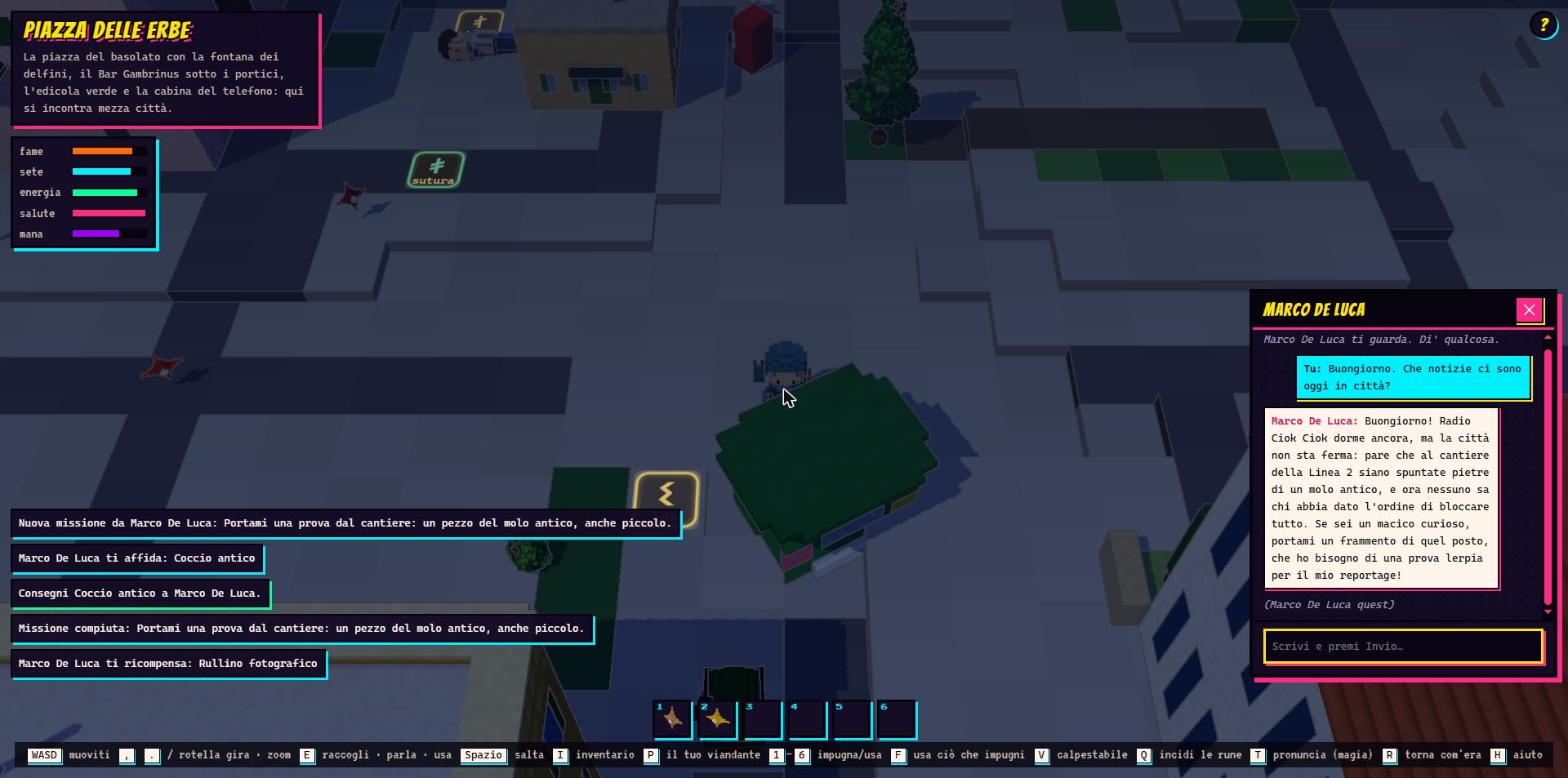 PIAZZA DELLE ERBE
La piazza del basolato con la fontana dei
delfini, il Bar Gambrinus sotto i portici,
l'edicola verde e la cabina del telefono: qui
si incontra mezza città.
?
fame
sete
energia
salute
mana
sutura
MARCO DE LUCA
Marco De Luca ti guarda. Di' qualcosa.
Tu: Buongiorno. Che notizie ci sono
oggi in città?
Marco De Luca: Buongiorno! Radio
Ciok Ciok dorme ancora, ma la città
non sta ferma: pare che al cantiere
della Linea 2 siano spuntate pietre
di un molo antico, e ora nessuno sa
chi abbia dato l'ordine di bloccare
tutto. Se sei un macico curioso,
portami un frammento di quel posto,
che ho bisogno di una prova lerpia
per il mio reportage!
(Marco De Luca quest)
Scrivi e premi Invio…
Nuova missione da Marco De Luca: Portami una prova dal cantiere: un pezzo del molo antico, anche piccolo.
Marco De Luca ti affida: Coccio antico
Consegni Coccio antico a Marco De Luca.
Missione compiuta: Portami una prova dal cantiere: un pezzo del molo antico, anche piccolo.
Marco De Luca ti ricompensa: Rullino fotografico
1 2 3 4 5 6
WASD muoviti , . / rotella gira · zoom E raccogli · parla · usa Spazio salta I inventario P il tuo viandante 1-6 impugna/usa F usa ciò che impugni V calpestabile Q incidi le rune T pronuncia (magia) R torna com'era H aiuto